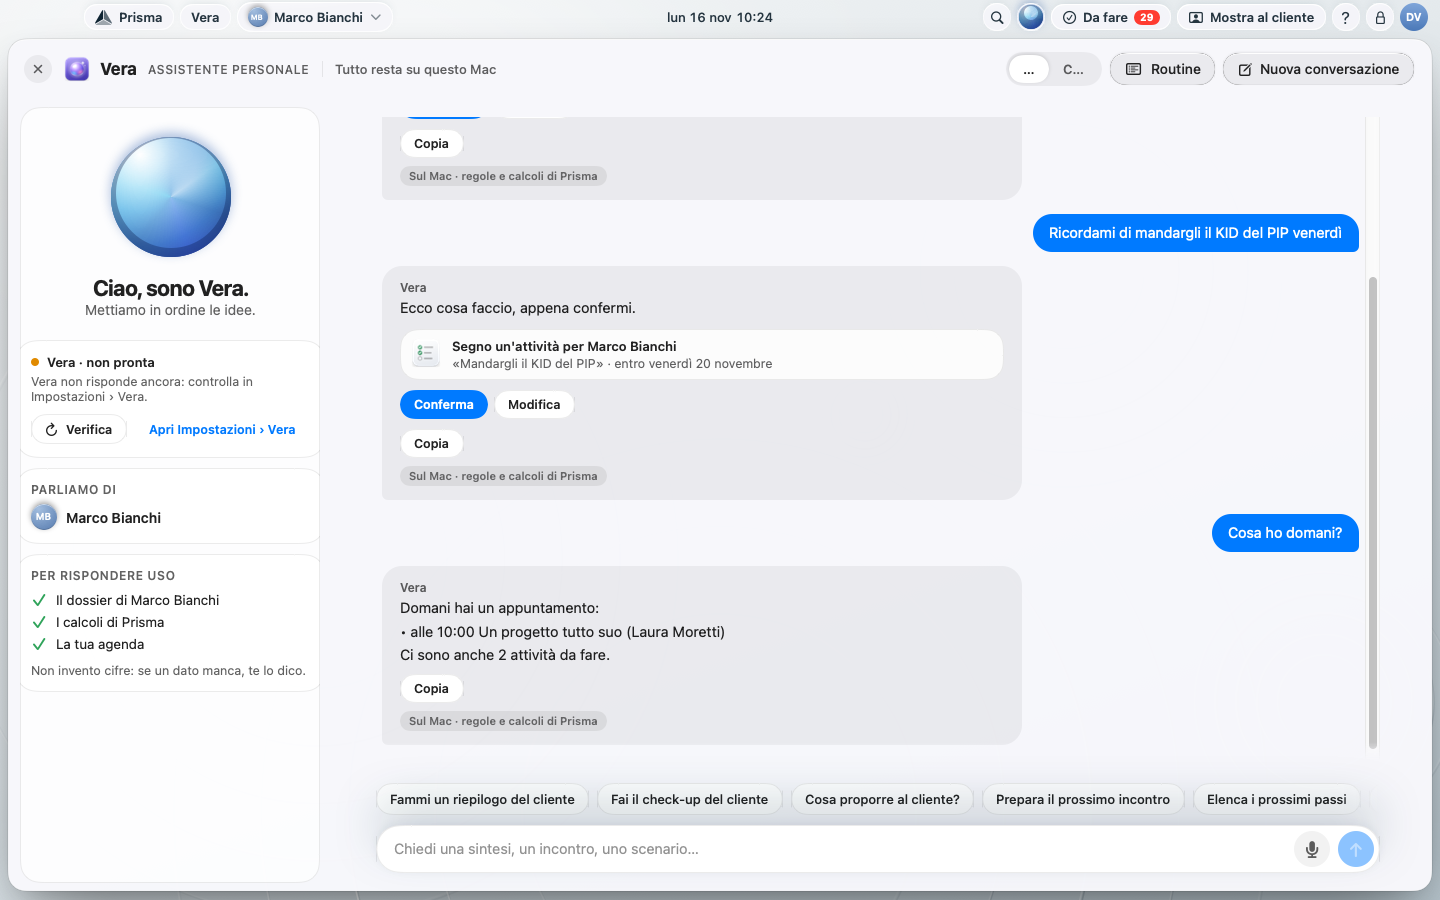 Prisma
Vera
MB
Marco Bianchi
lun 16 nov 10:24
Da fare 29
Mostra al cliente
?
DV
Vera
ASSISTENTE PERSONALE
Tutto resta su questo Mac
...
C...
Routine
Nuova conversazione
Ciao, sono Vera.
Mettiamo in ordine le idee.
Vera · non pronta
Vera non risponde ancora: controlla in
Impostazioni › Vera.
Verifica
Apri Impostazioni › Vera
PARLIAMO DI
MB
Marco Bianchi
PER RISPONDERE USO
Il dossier di Marco Bianchi
I calcoli di Prisma
La tua agenda
Non invento cifre: se un dato manca, te lo dico.
Copia
Sul Mac · regole e calcoli di Prisma
Ricordami di mandargli il KID del PIP venerdì
Vera
Ecco cosa faccio, appena confermi.
Segno un'attività per Marco Bianchi
«Mandargli il KID del PIP» · entro venerdì 20 novembre
Conferma
Modifica
Copia
Sul Mac · regole e calcoli di Prisma
Cosa ho domani?
Vera
Domani hai un appuntamento:
• alle 10:00 Un progetto tutto suo (Laura Moretti)
Ci sono anche 2 attività da fare.
Copia
Sul Mac · regole e calcoli di Prisma
Fammi un riepilogo del cliente
Fai il check-up del cliente
Cosa proporre al cliente?
Prepara il prossimo incontro
Elenca i prossimi passi
Chiedi una sintesi, un incontro, uno scenario...